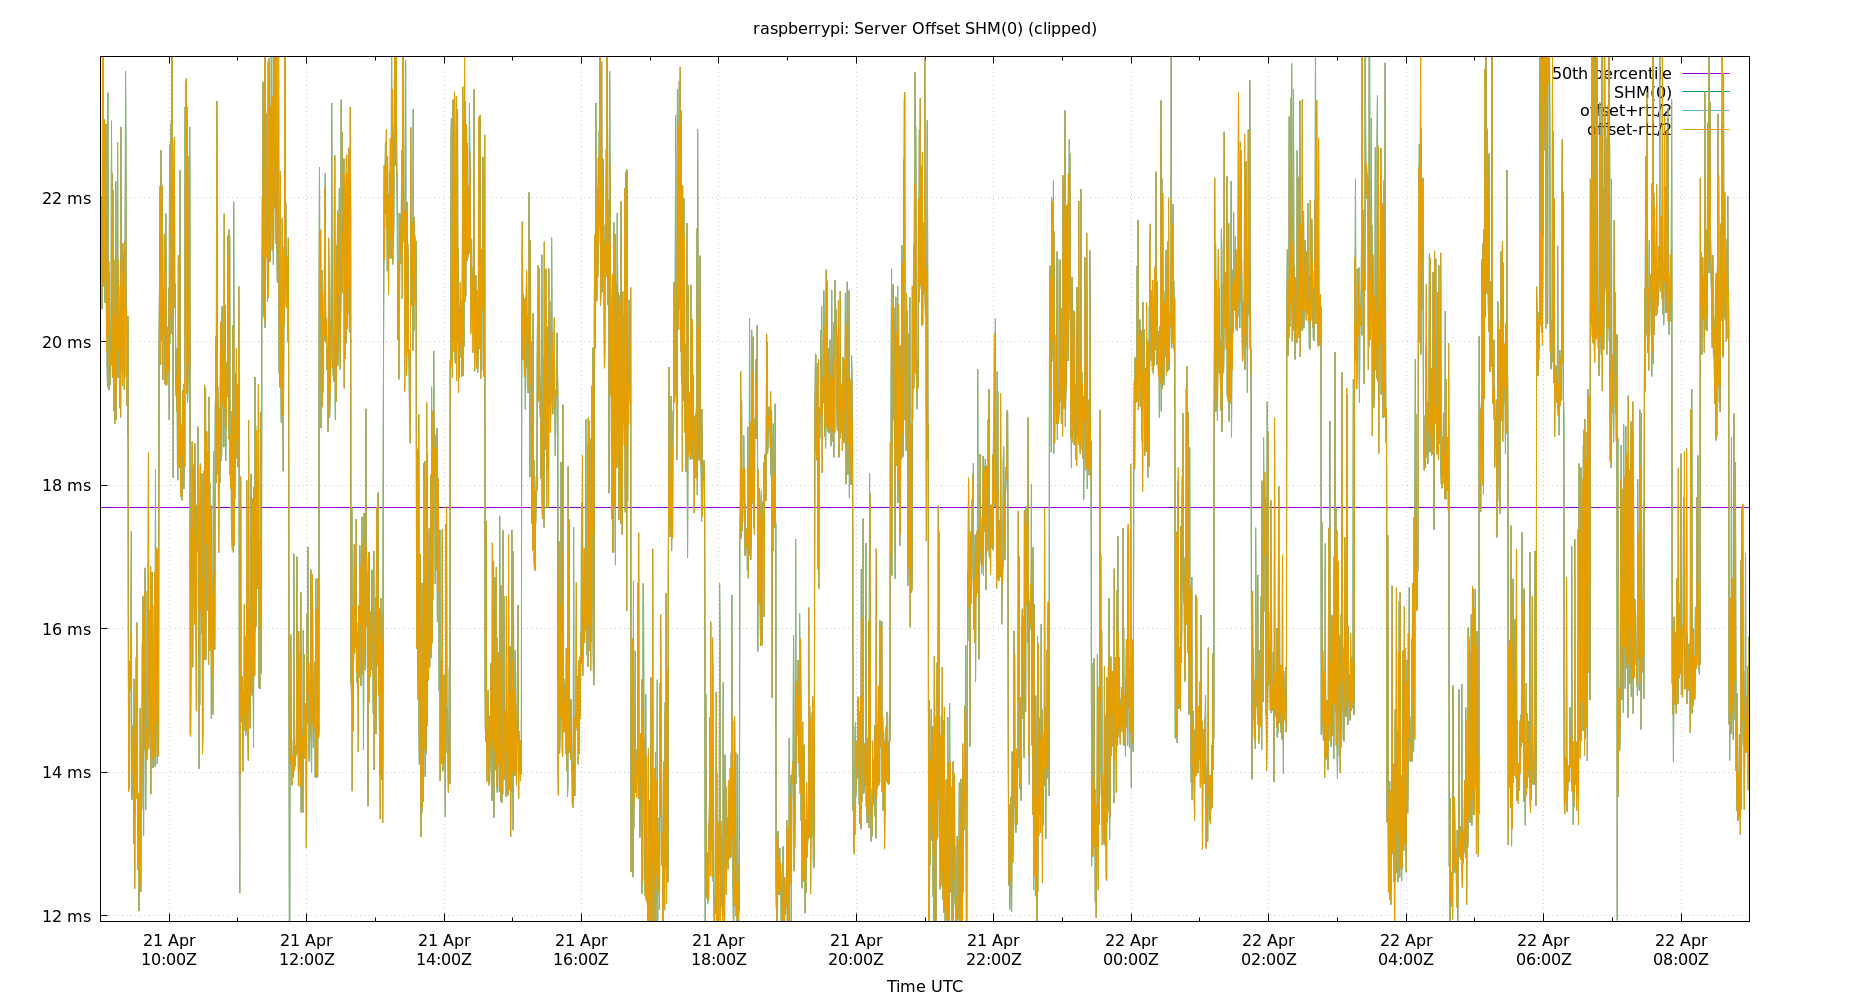 raspberrypi: Server Offset SHM(0) (clipped)
50th percentile
SHM(0)
offset+rtt/2
offset-rtt/2
22 ms
20 ms
18 ms
16 ms
14 ms
12 ms
21 Apr 21 Apr 21 Apr 21 Apr 21 Apr 21 Apr 21 Apr 22 Apr 22 Apr 22 Apr 22 Apr 22 Apr
10:00Z 12:00Z 14:00Z 16:00Z 18:00Z 20:00Z 22:00Z 00:00Z 02:00Z 04:00Z 06:00Z 08:00Z
Time UTC